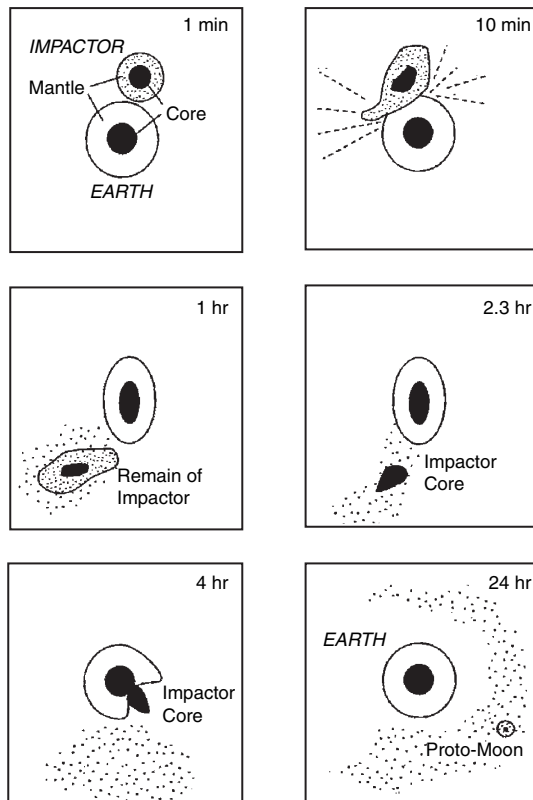 1 min
IMPACTOR
Mantle
Core
EARTH
10 min
1 hr
Remain of
Impactor
2.3 hr
Impactor
Core
4 hr
Impactor
Core
24 hr
EARTH
Proto-Moon